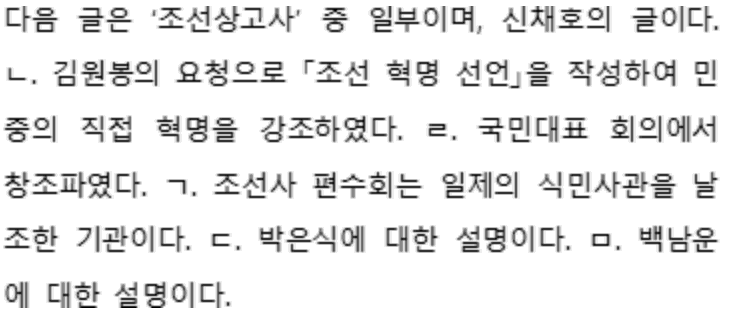 다음 글은 '조선상고사' 중 일부이며, 신채호의 글이다.
ㄴ. 김원봉의 요청으로 「조선 혁명 선언」을 작성하여 민
중의 직접 혁명을 강조하였다. ㄹ. 국민대표 회의에서
창조파였다. ㄱ. 조선사 편수회는 일제의 식민사관을 날
조한 기관이다. ㄷ. 박은식에 대한 설명이다. ㅁ. 백남운
에 대한 설명이다.